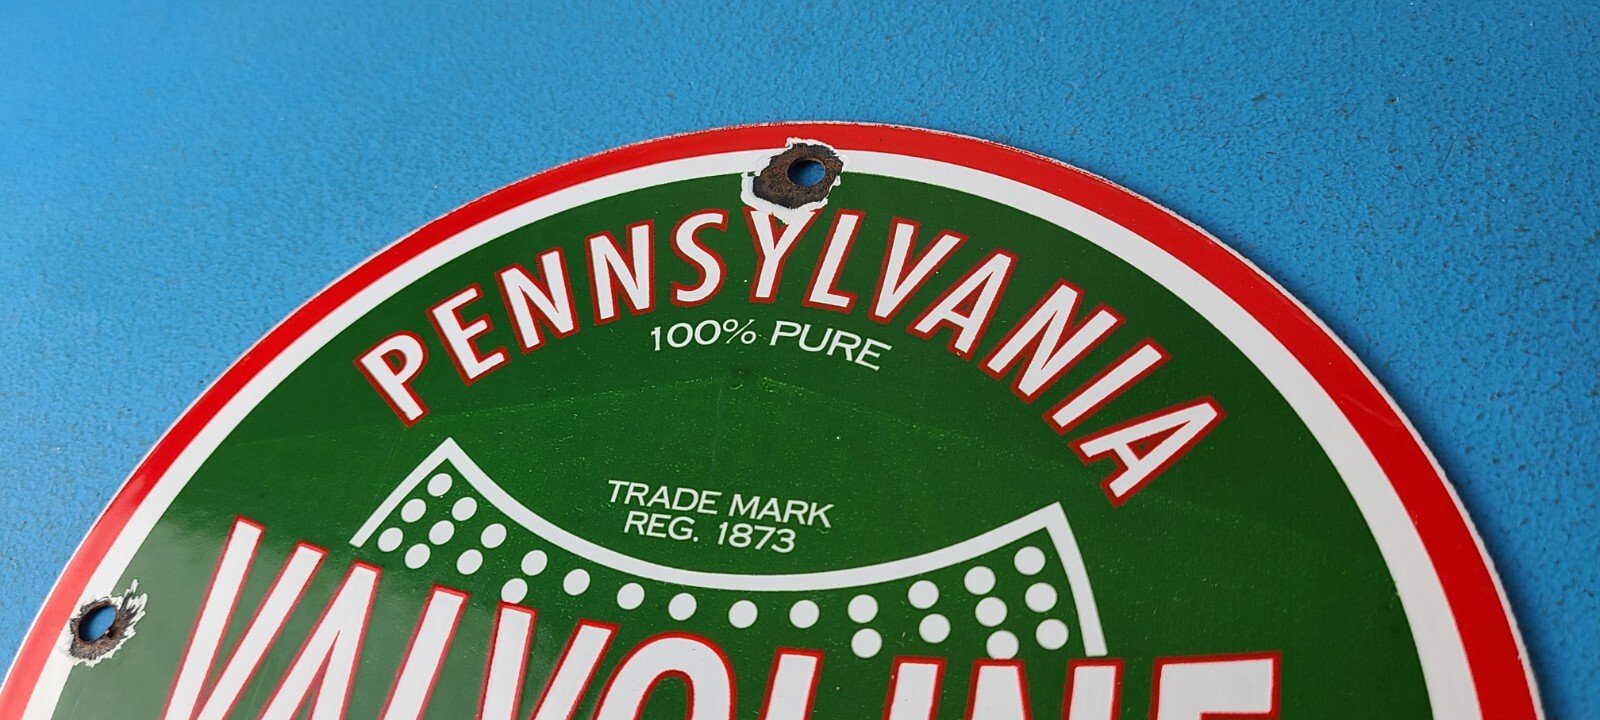 PENNSYLVANIA
100% PURE
TRADE MARK
REG. 1873
VALVOLINE